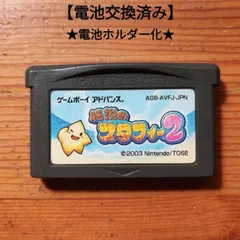 【電池交換済み】
★電池ホルダー化★
ゲームボーイ アドバンス
AGB-AVFJ-JPN
伝説の
スタフィー2
©2003 Nintendo/TOSE